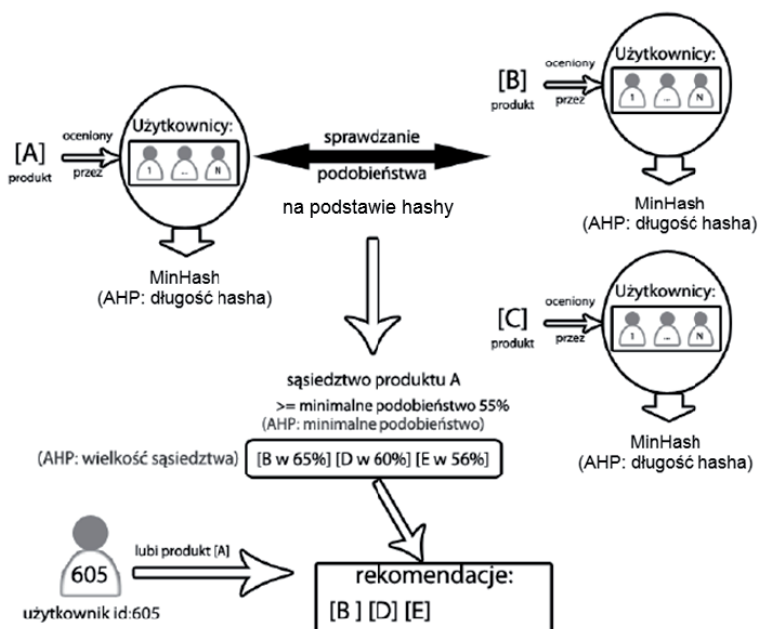 [A]
produkt
oceniony
przez
Użytkownicy:
1 ... N
MinHash
(AHP: długość hasha)
sprawdzanie
podobieństwa
na podstawie hashy
[B]
produkt
oceniony
przez
Użytkownicy:
1 ... N
MinHash
(AHP: długość hasha)
[C]
produkt
oceniony
przez
Użytkownicy:
1 ... N
MinHash
(AHP: długość hasha)
sąsiedztwo produktu A
>= minimalne podobieństwo 55%
(AHP: minimalne podobieństwo)
(AHP: wielkość sąsiedztwa)
[B w 65%] [D w 60%] [E w 56%]
605
użytkownik id:605
lubi produkt [A]
rekomendacje:
[B ] [D] [E]